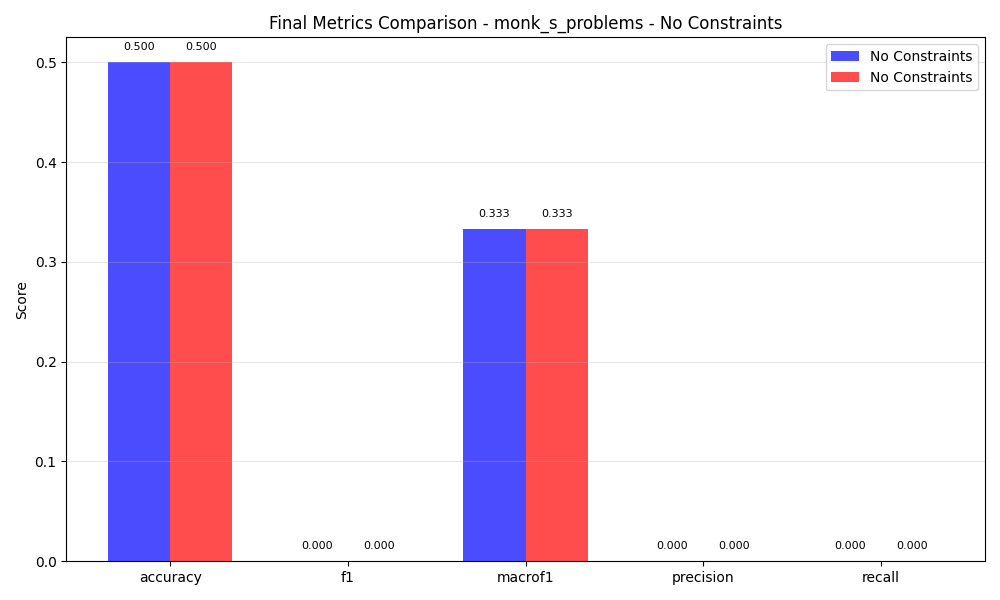 Final Metrics Comparison - monk_s_problems - No Constraints
No Constraints
No Constraints
Score
0.5
0.4
0.3
0.2
0.1
0.0
0.500 0.500
0.000 0.000
0.333 0.333
0.000 0.000
0.000 0.000
accuracy f1 macrof1 precision recall